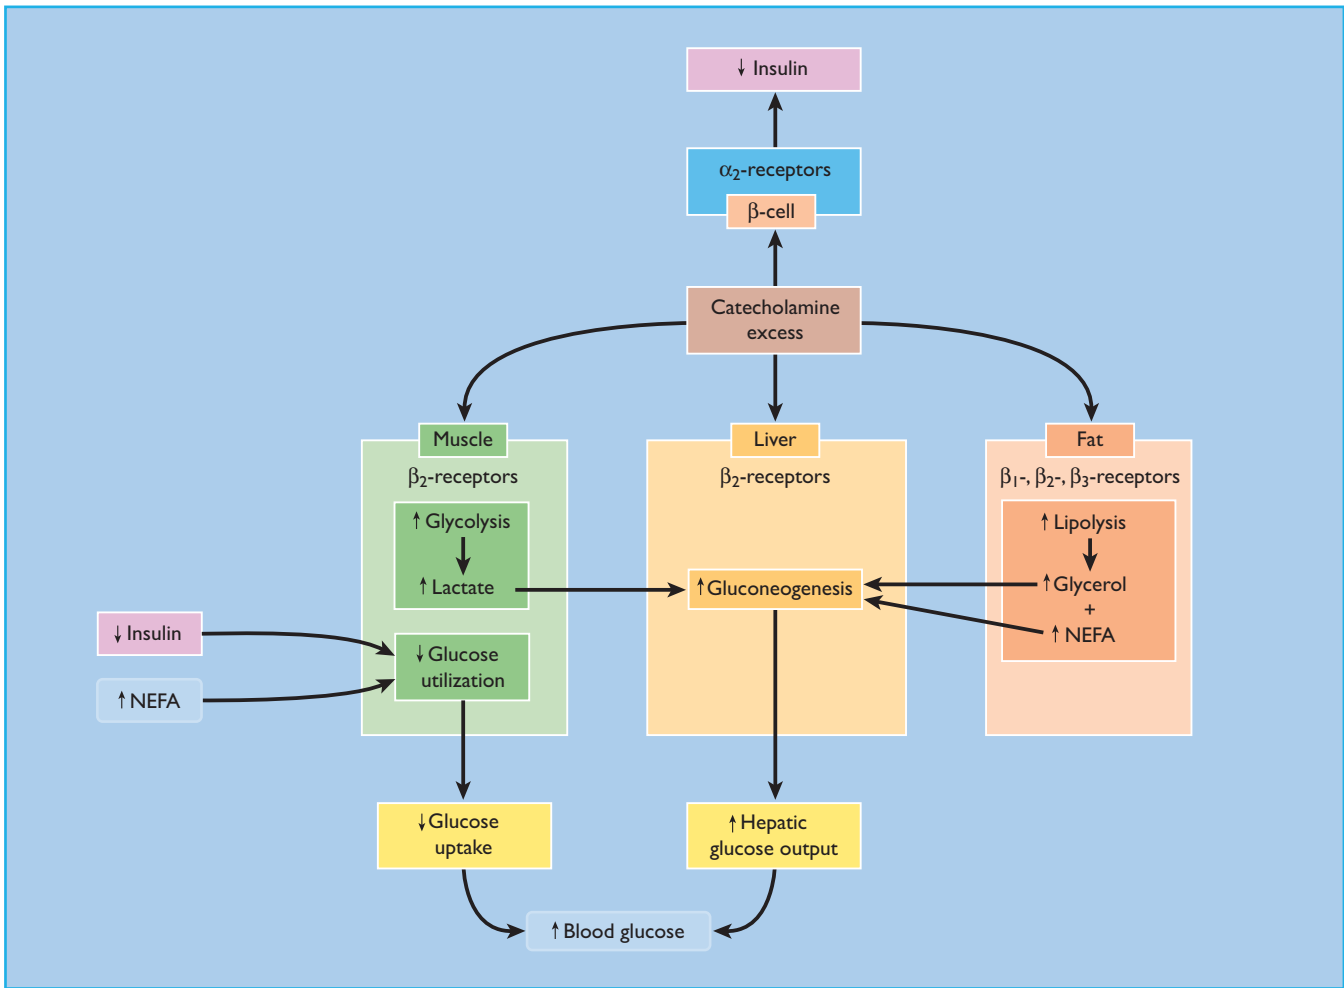 ↓ Insulin
α₂-receptors
β-cell
Catecholamine
excess
Muscle
β₂-receptors
↑ Glycolysis
↑ Lactate
↓ Glucose
utilization
↓ Insulin
↑ NEFA
Liver
β₂-receptors
↑ Gluconeogenesis
Fat
β₁-, β₂-, β₃-receptors
↑ Lipolysis
↑ Glycerol
+
↑ NEFA
↓ Glucose
uptake
↑ Hepatic
glucose output
↑ Blood glucose